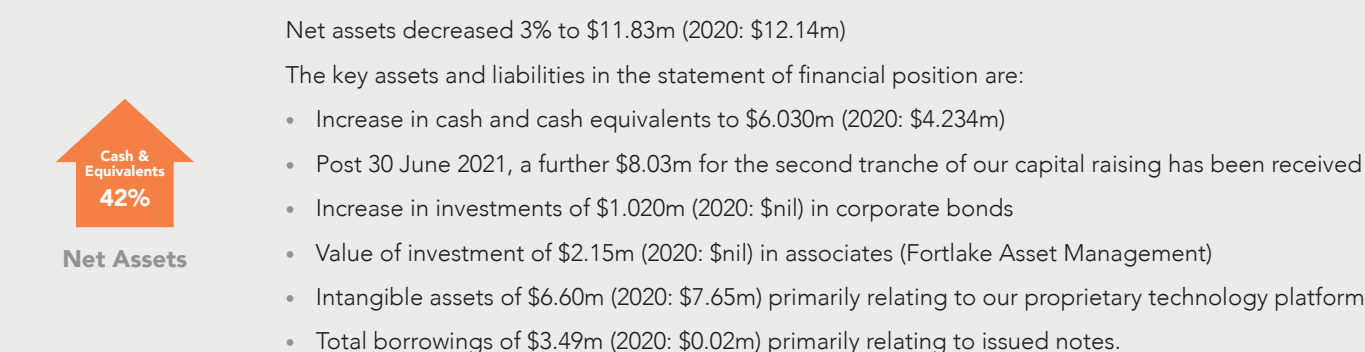 Net assets decreased 3% to $11.83m (2020: $12.14m)
The key assets and liabilities in the statement of financial position are:
• Increase in cash and cash equivalents to $6.030m (2020: $4.234m)
• Post 30 June 2021, a further $8.03m for the second tranche of our capital raising has been received
• Increase in investments of $1.020m (2020: $nil) in corporate bonds
• Value of investment of $2.15m (2020: $nil) in associates (Fortlake Asset Management)
• Intangible assets of $6.60m (2020: $7.65m) primarily relating to our proprietary technology platform
• Total borrowings of $3.49m (2020: $0.02m) primarily relating to issued notes.
Cash &
Equivalents
42%
Net Assets